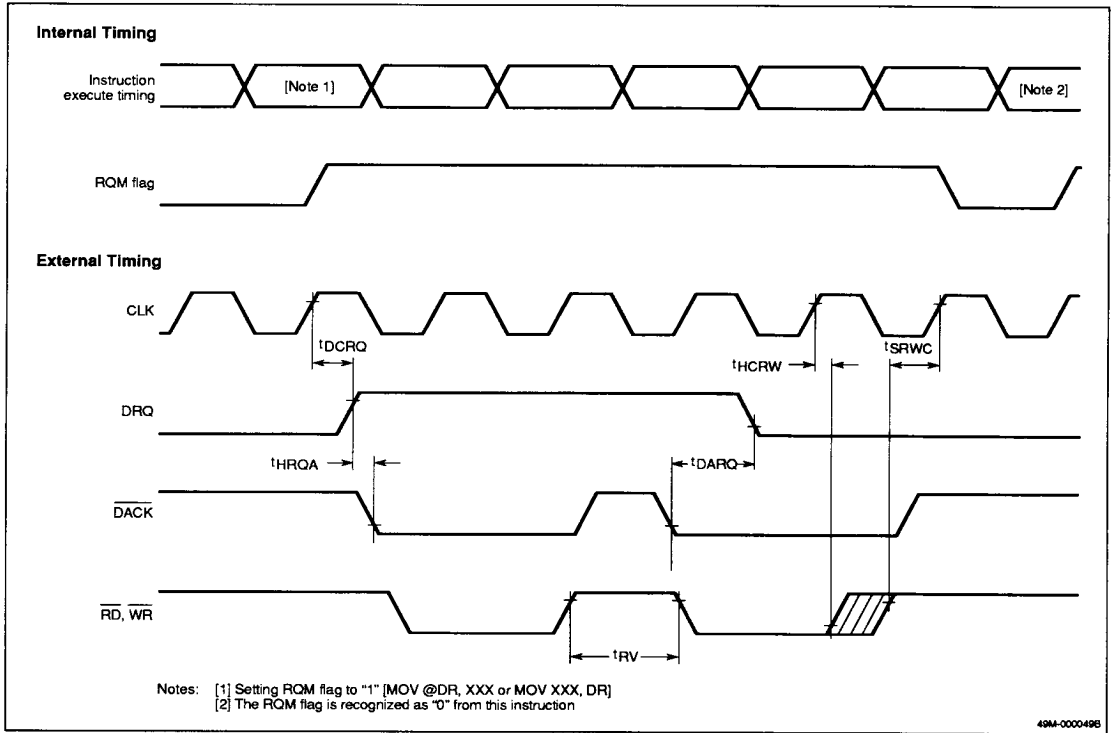 Internal Timing
Instruction
execute timing
[Note 1]
[Note 2]
RQM flag
External Timing
CLK
tDCRQ
tHCRW
tSRWC
DRQ
tHRQA
tDARQ
DACK
RD, WR
tRV
Notes: [1] Setting RQM flag to "1" [MOV @DR, XXX or MOV XXX, DR]
[2] The RQM flag is recognized as "0" from this instruction
49M-000049B